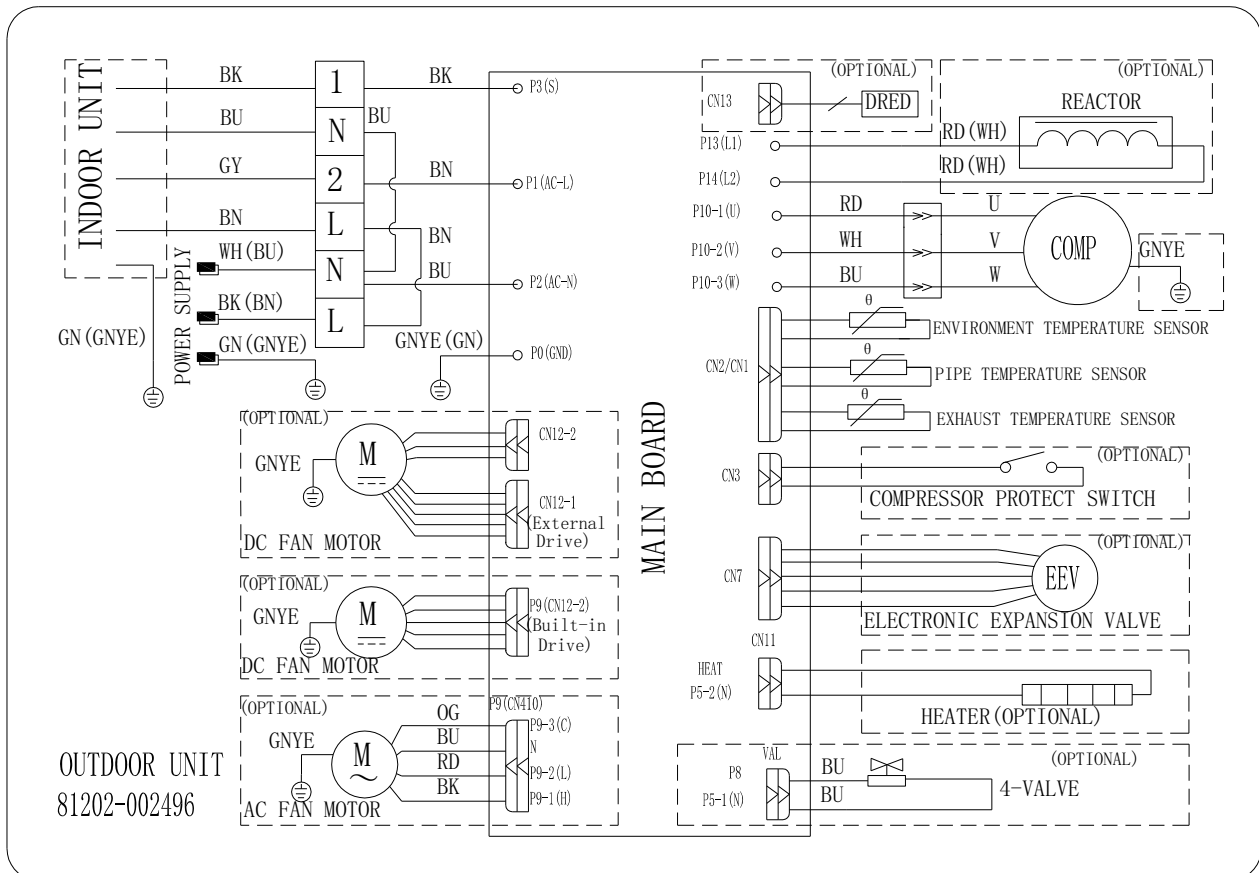 INDOOR UNIT
BK
BU
GY
BN
GN(GNYE)
POWER SUPPLY
WH(BU)
BK(BN)
GN(GNYE)
1
N
2
L
N
L
BK
BU
BN
BN
BU
GNYE(GN)
P3(S)
P1(AC-L)
P2(AC-N)
P0(GND)
MAIN BOARD
(OPTIONAL)
CN13
DRED
(OPTIONAL)
REACTOR
P13(L1)
RD(WH)
P14(L2)
RD(WH)
P10-1(U)
RD
U
P10-2(V)
WH
V
P10-3(W)
BU
W
COMP
GNYE
CN2/CN1
θ
ENVIRONMENT TEMPERATURE SENSOR
θ
PIPE TEMPERATURE SENSOR
θ
EXHAUST TEMPERATURE SENSOR
CN3
(OPTIONAL)
COMPRESSOR PROTECT SWITCH
CN7
(OPTIONAL)
EEV
ELECTRONIC EXPANSION VALVE
CN11
HEAT
P5-2(N)
HEATER(OPTIONAL)
VAL
(OPTIONAL)
P8
P5-1(N)
BU
BU
4-VALVE
(OPTIONAL)
GNYE
M
CN12-2
CN12-1
(External
Drive)
DC FAN MOTOR
(OPTIONAL)
GNYE
M
P9(CN12-2)
(Built-in
Drive)
DC FAN MOTOR
(OPTIONAL)
GNYE
M
OG
BU
RD
BK
P9(CN410)
P9-3(C)
N
P9-2(L)
P9-1(H)
AC FAN MOTOR
OUTDOOR UNIT
81202-002496